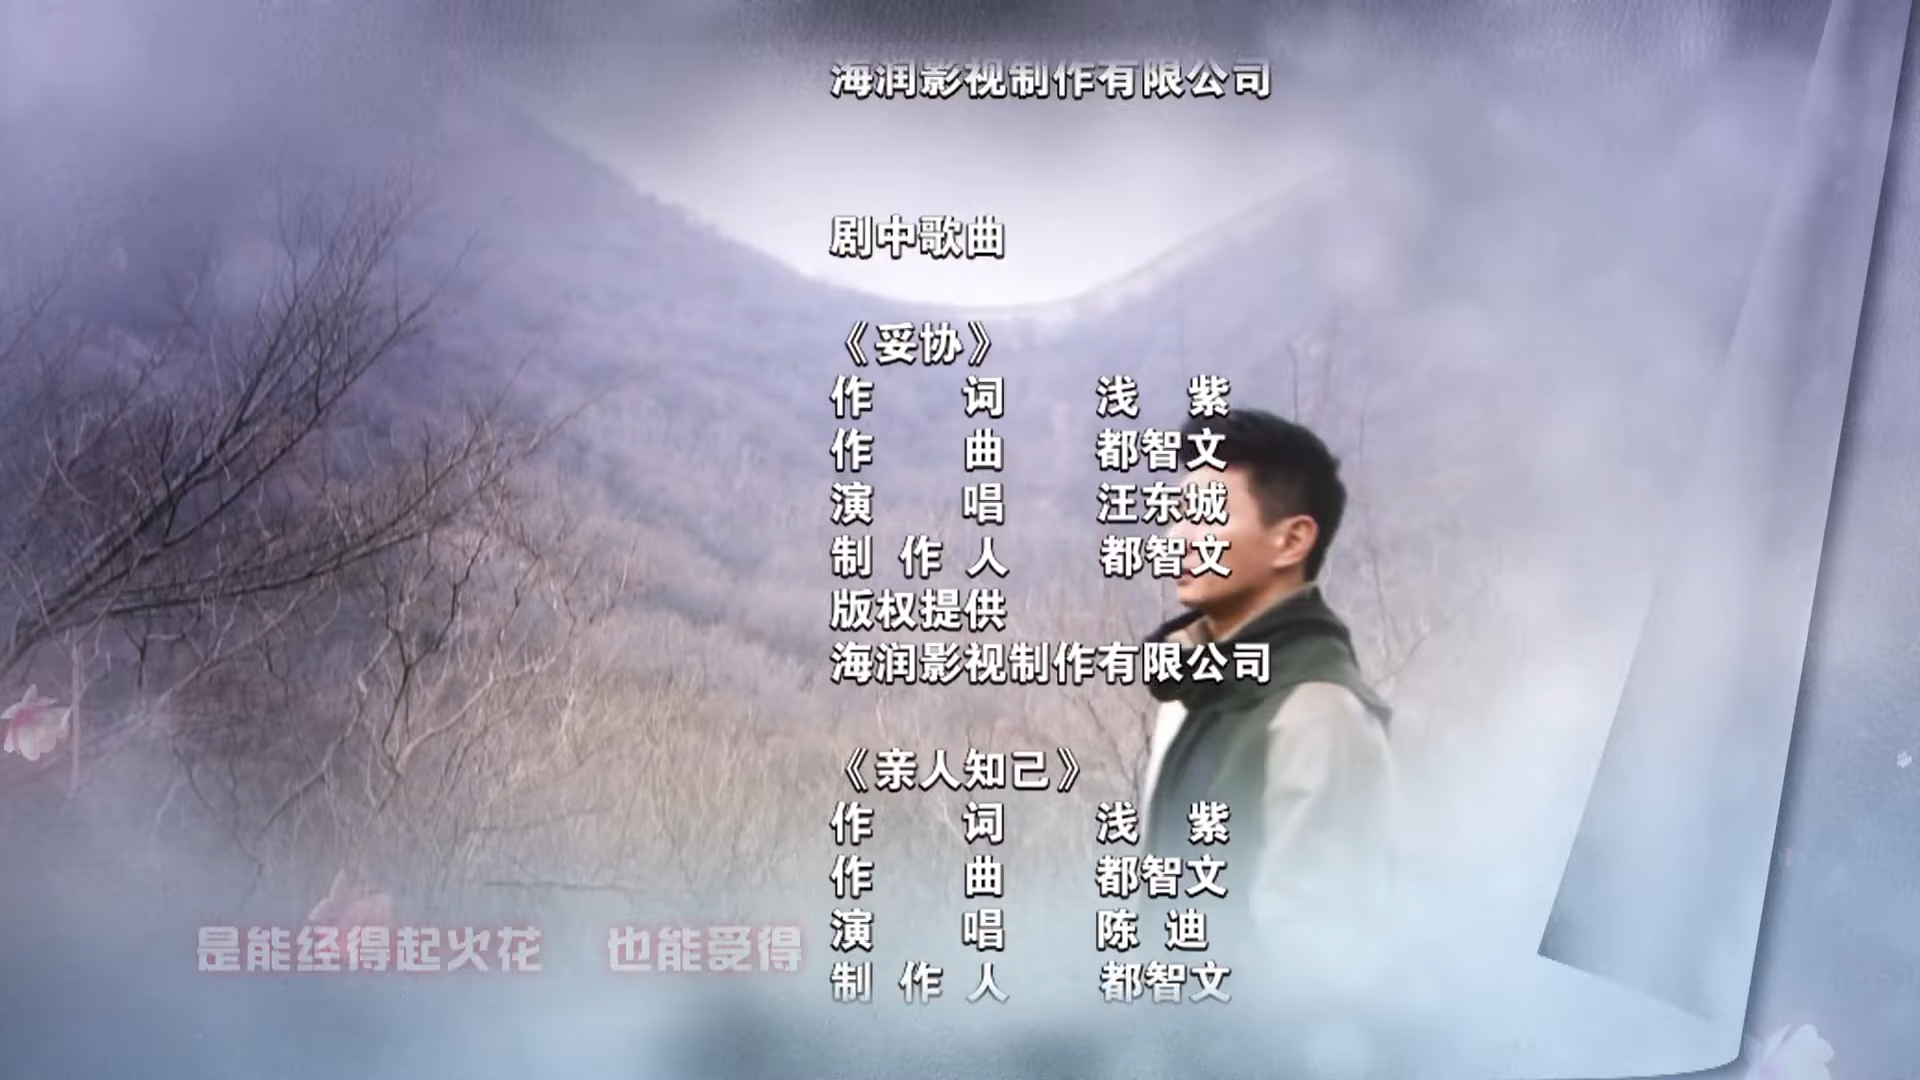 海润影视制作有限公司
剧中歌曲
《妥协》
作 词 浅 紫
作 曲 都智文
演 唱 汪东城
制 作 人 都智文
版权提供
海润影视制作有限公司
《亲人知己》
作 词 浅 紫
作 曲 都智文
演 唱 陈 迪
制 作 人 都智文
是能经得起火花 也能受得